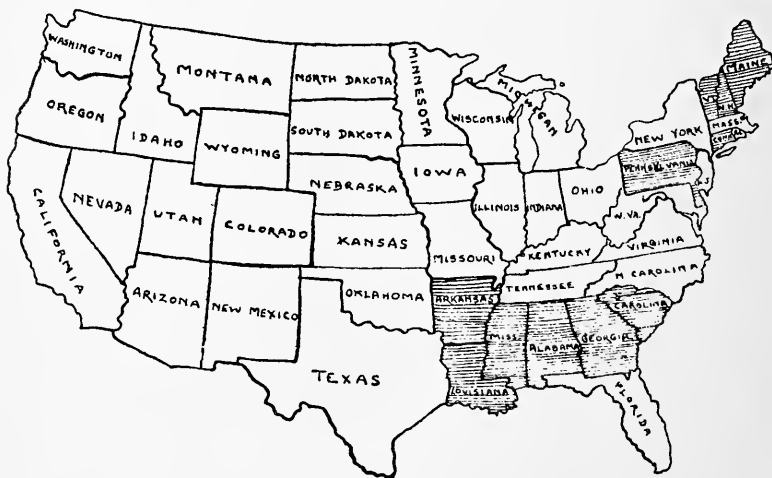 WASHINGTON
MONTANA
NORTH DAKOTA
MINNESOTA
MICHIGAN
MAINE
OREGON
IDAHO
WYOMING
SOUTH DAKOTA
WISCONSIN
VT.
N.H.
NEW YORK
MASS.
CONN.
R.I.
NEBRASKA
IOWA
PENNSYLVANIA
N.J.
NEVADA
UTAH
COLORADO
ILLINOIS
INDIANA
OHIO
W.VA.
CALIFORNIA
KANSAS
MISSOURI
KENTUCKY
VIRGINIA
ARIZONA
NEW MEXICO
OKLAHOMA
ARKANSAS
TENNESSEE
N CAROLINA
S. CAROLINA
TEXAS
LOUISIANA
MISS.
ALABAMA
GEORGIA
FLORIDA